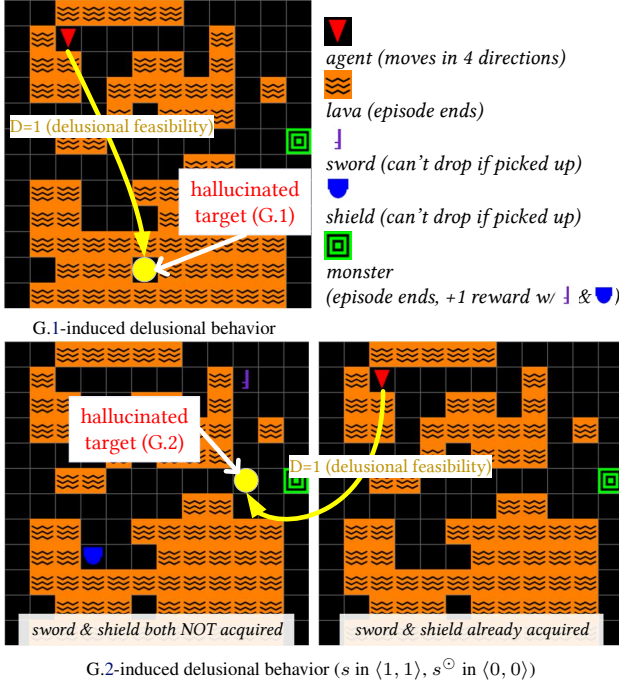 agent (moves in 4 directions)
lava (episode ends)
D=1 (delusional feasibility)
sword (can't drop if picked up)
hallucinated
target (G.1)
shield (can't drop if picked up)
monster
(episode ends, +1 reward w/ & )
G.1-induced delusional behavior
hallucinated
target (G.2)
D=1 (delusional feasibility)
sword & shield both NOT acquired
sword & shield already acquired
G.2-induced delusional behavior (s in ⟨1, 1⟩, s⊙ in ⟨0, 0⟩)